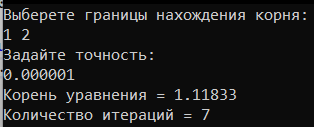 Выберете границы нахождения корня:
1 2
Задайте точность:
0.000001
Корень уравнения = 1.11833
Количество итераций = 7